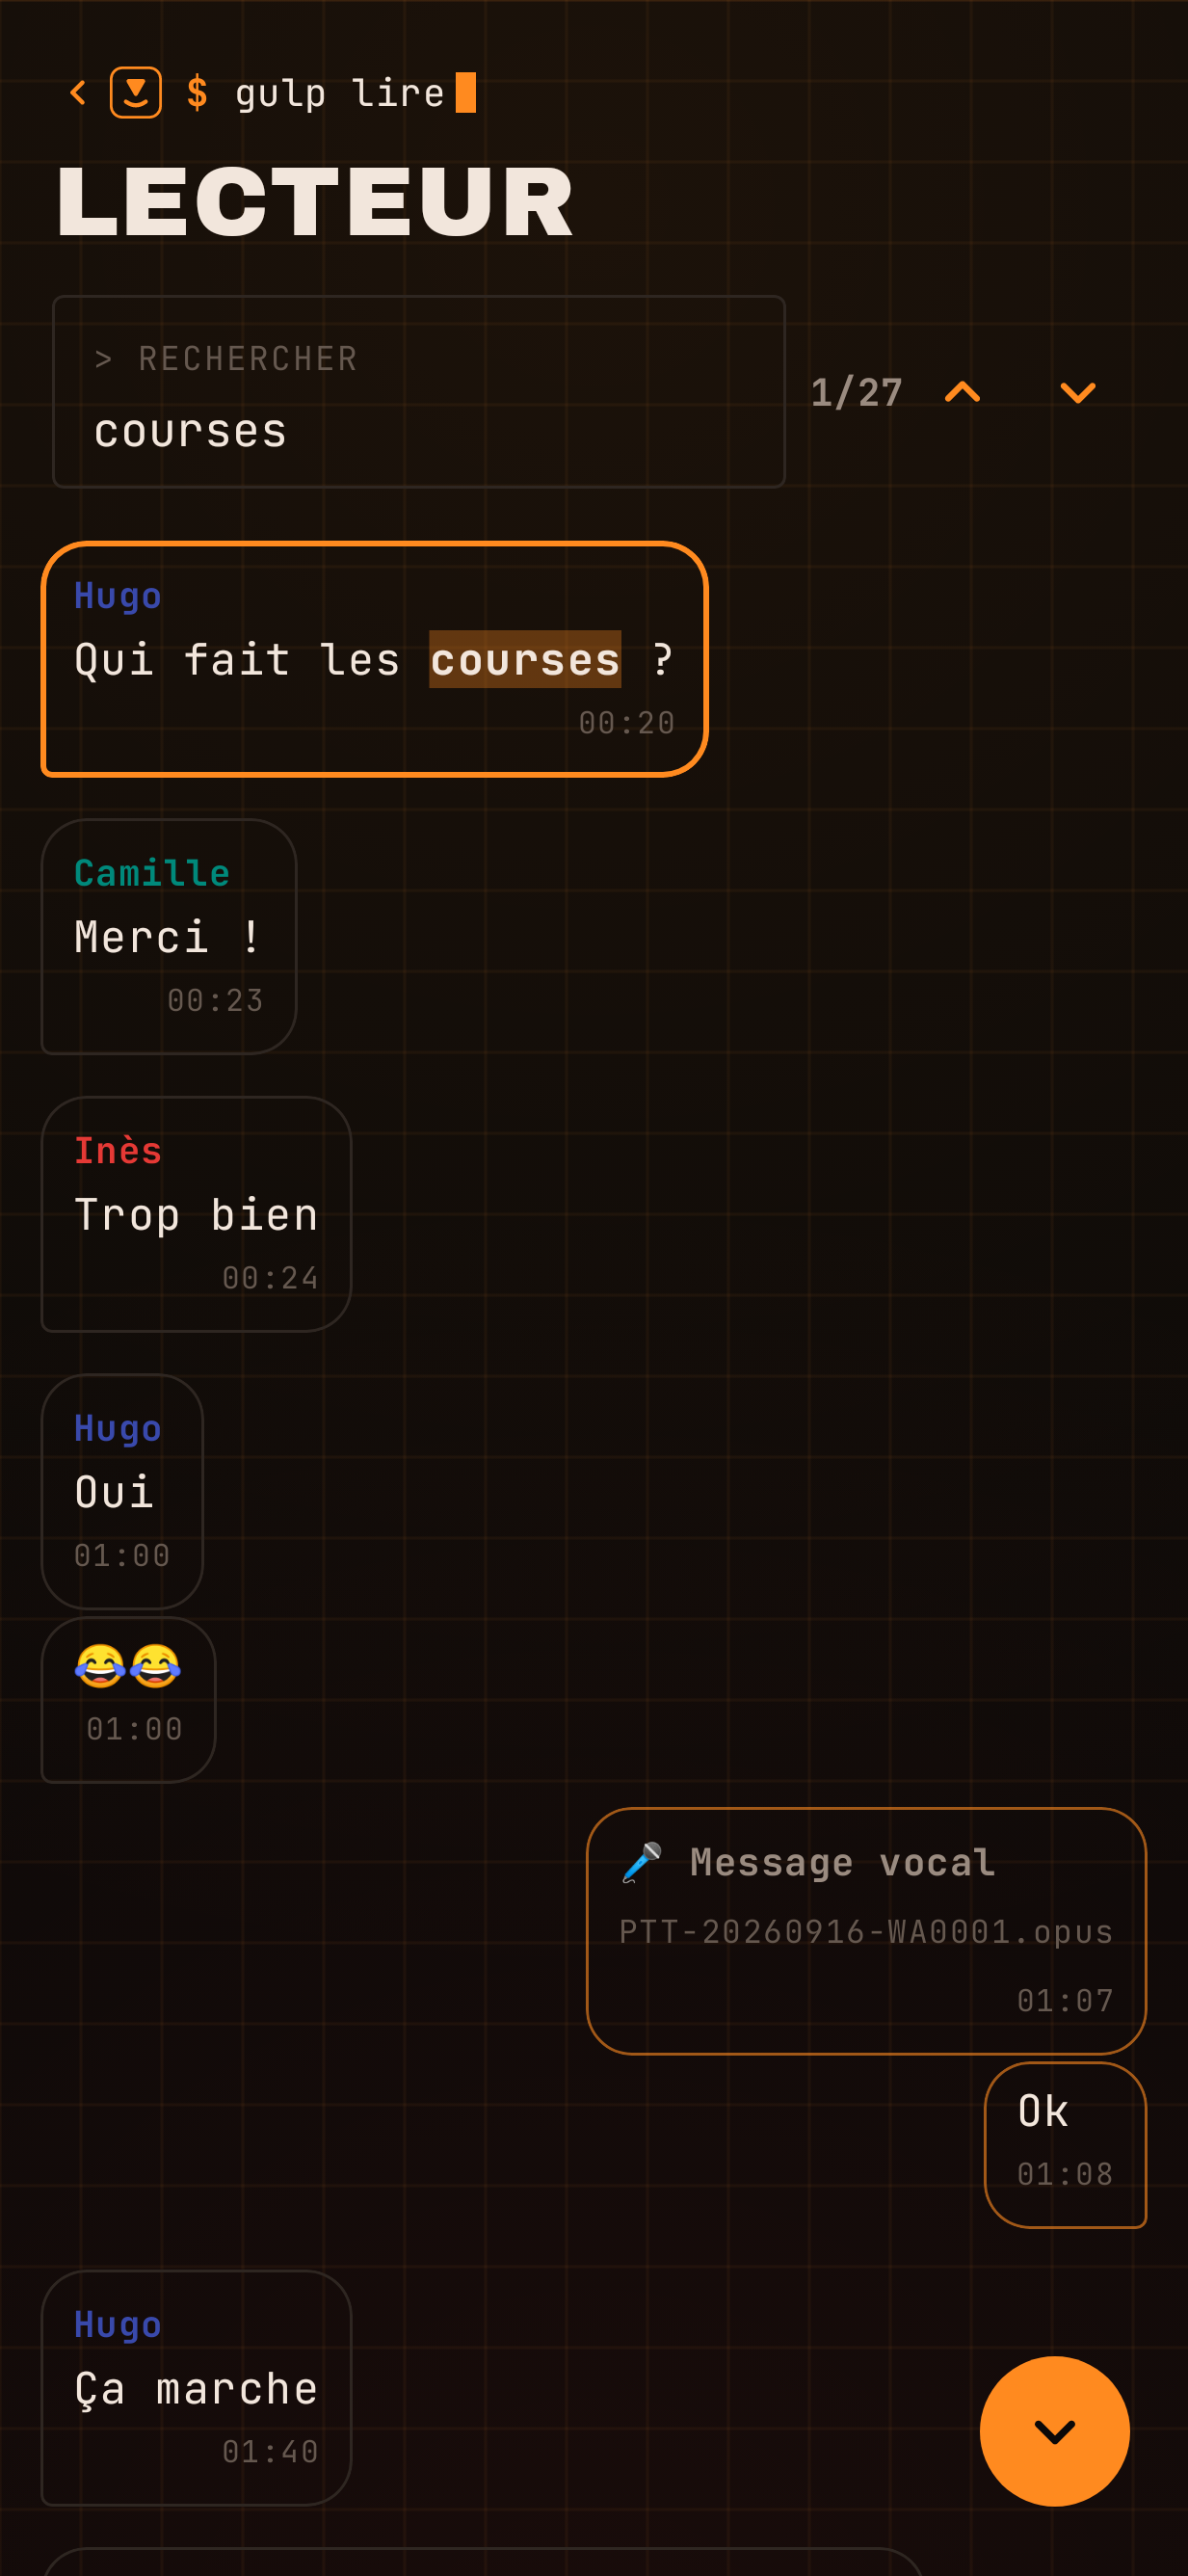 $ gulp lire
LECTEUR
> RECHERCHER
courses
1/27
Hugo
Qui fait les courses ?
00:20
Camille
Merci !
00:23
Inès
Trop bien
00:24
Hugo
Oui
01:00
😂😂
01:00
🎤 Message vocal
PTT-20260916-WA0001.opus
01:07
Ok
01:08
Hugo
Ça marche
01:40